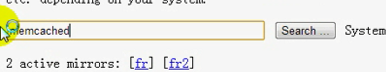 etc. depending on your system.
memcached Search ... System
2 active mirrors: [fr] [fr2]